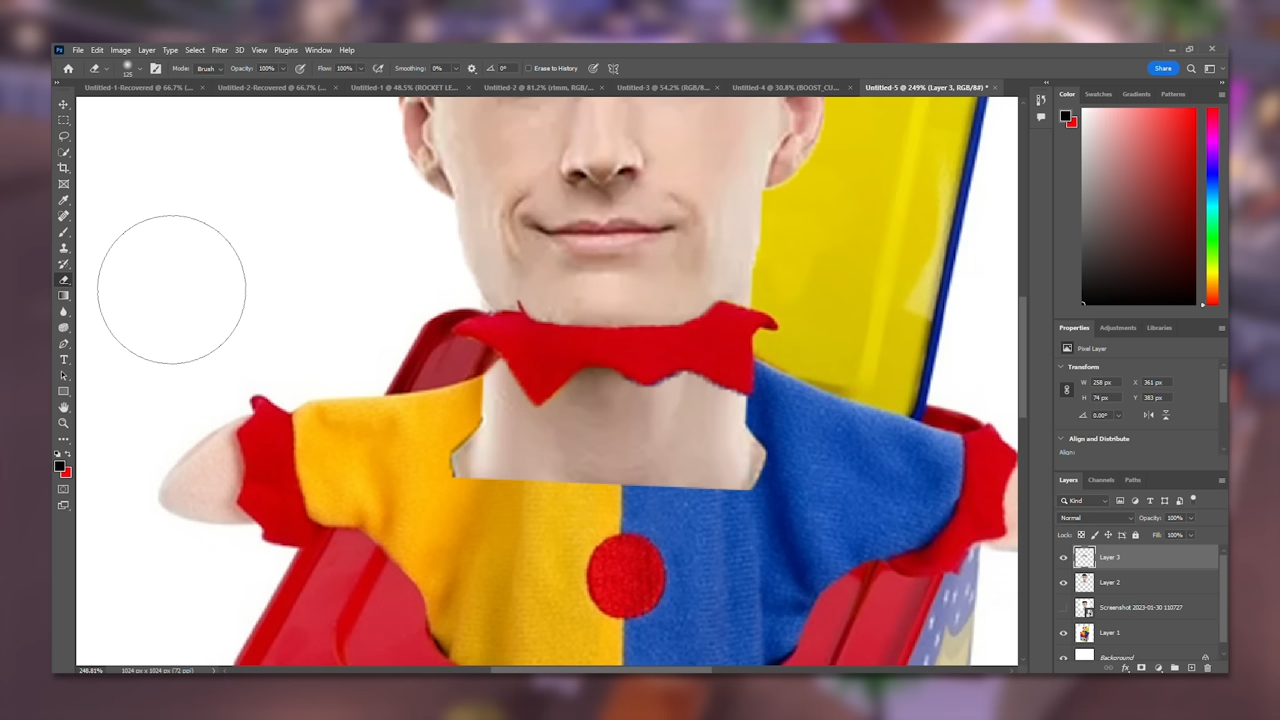 Ps File Edit Image Layer Type Select Filter 3D View Plugins Window Help
125 Mode: Brush Opacity: 100% Flow: 100% Smoothing: 0% 0° Erase to History Share
Untitled-1-Recovered @ 66.7% (... × Untitled-2-Recovered @ 66.7% (... × Untitled-1 @ 48.5% (ROCKET LE... × Untitled-2 @ 81.2% (rlmm, RGB/... × Untitled-3 @ 54.2% (RGB/8... × Untitled-4 @ 30.8% (BOOST_CU... × Untitled-5 @ 249% (Layer 3, RGB/8#) * ×
Color Swatches Gradients Patterns
Properties Adjustments Libraries
Pixel Layer
Transform
W 258 px X 361 px
H 74 px Y 383 px
0.00°
Align and Distribute
Align:
Layers Channels Paths
Kind
Normal Opacity: 100%
Lock: Fill: 100%
Layer 3
Layer 2
Screenshot 2023-01-30 110727
Layer 1
Background
248.81% 1024 px x 1024 px (72 ppi)
fx